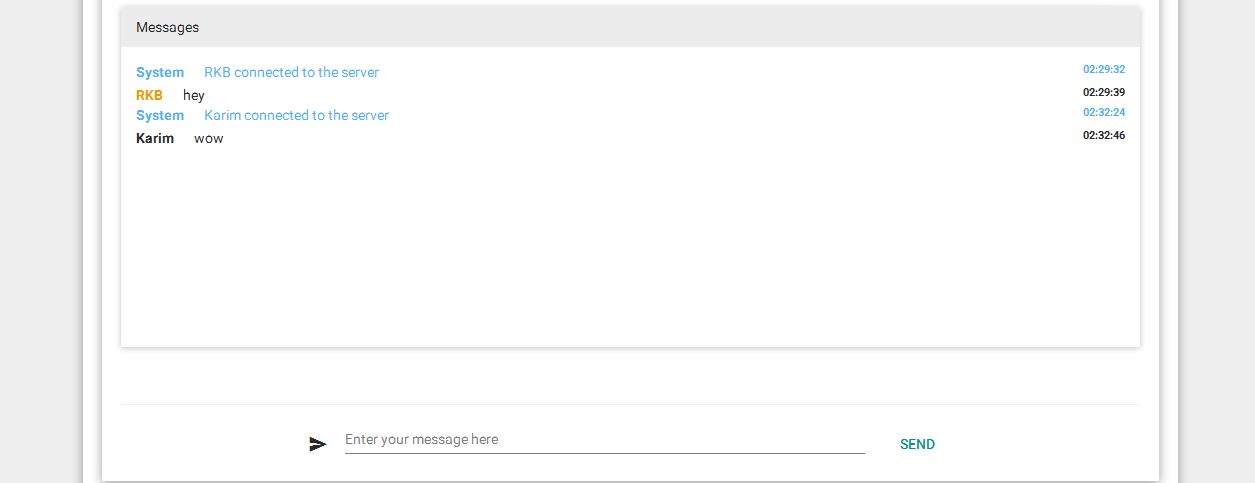 Messages
System RKB connected to the server 02:29:32
RKB hey 02:29:39
System Karim connected to the server 02:32:24
Karim wow 02:32:46
Enter your message here SEND